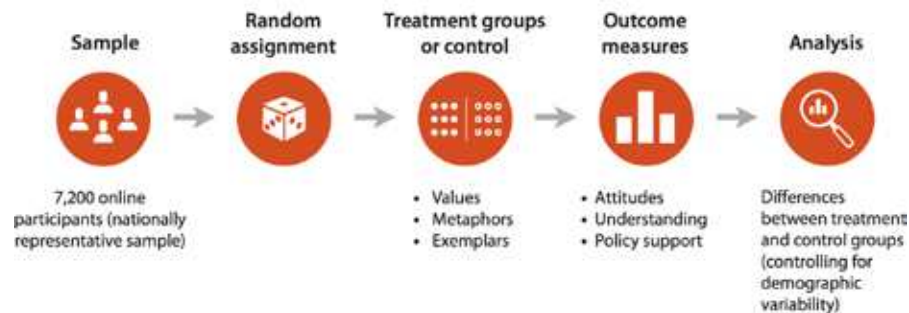 Sample
Random
assignment
Treatment groups
or control
Outcome
measures
Analysis
7,200 online
participants (nationally
representative sample)
• Values
• Metaphors
• Exemplars
• Attitudes
• Understanding
• Policy support
Differences
between treatment
and control groups
(controlling for
demographic
variability)